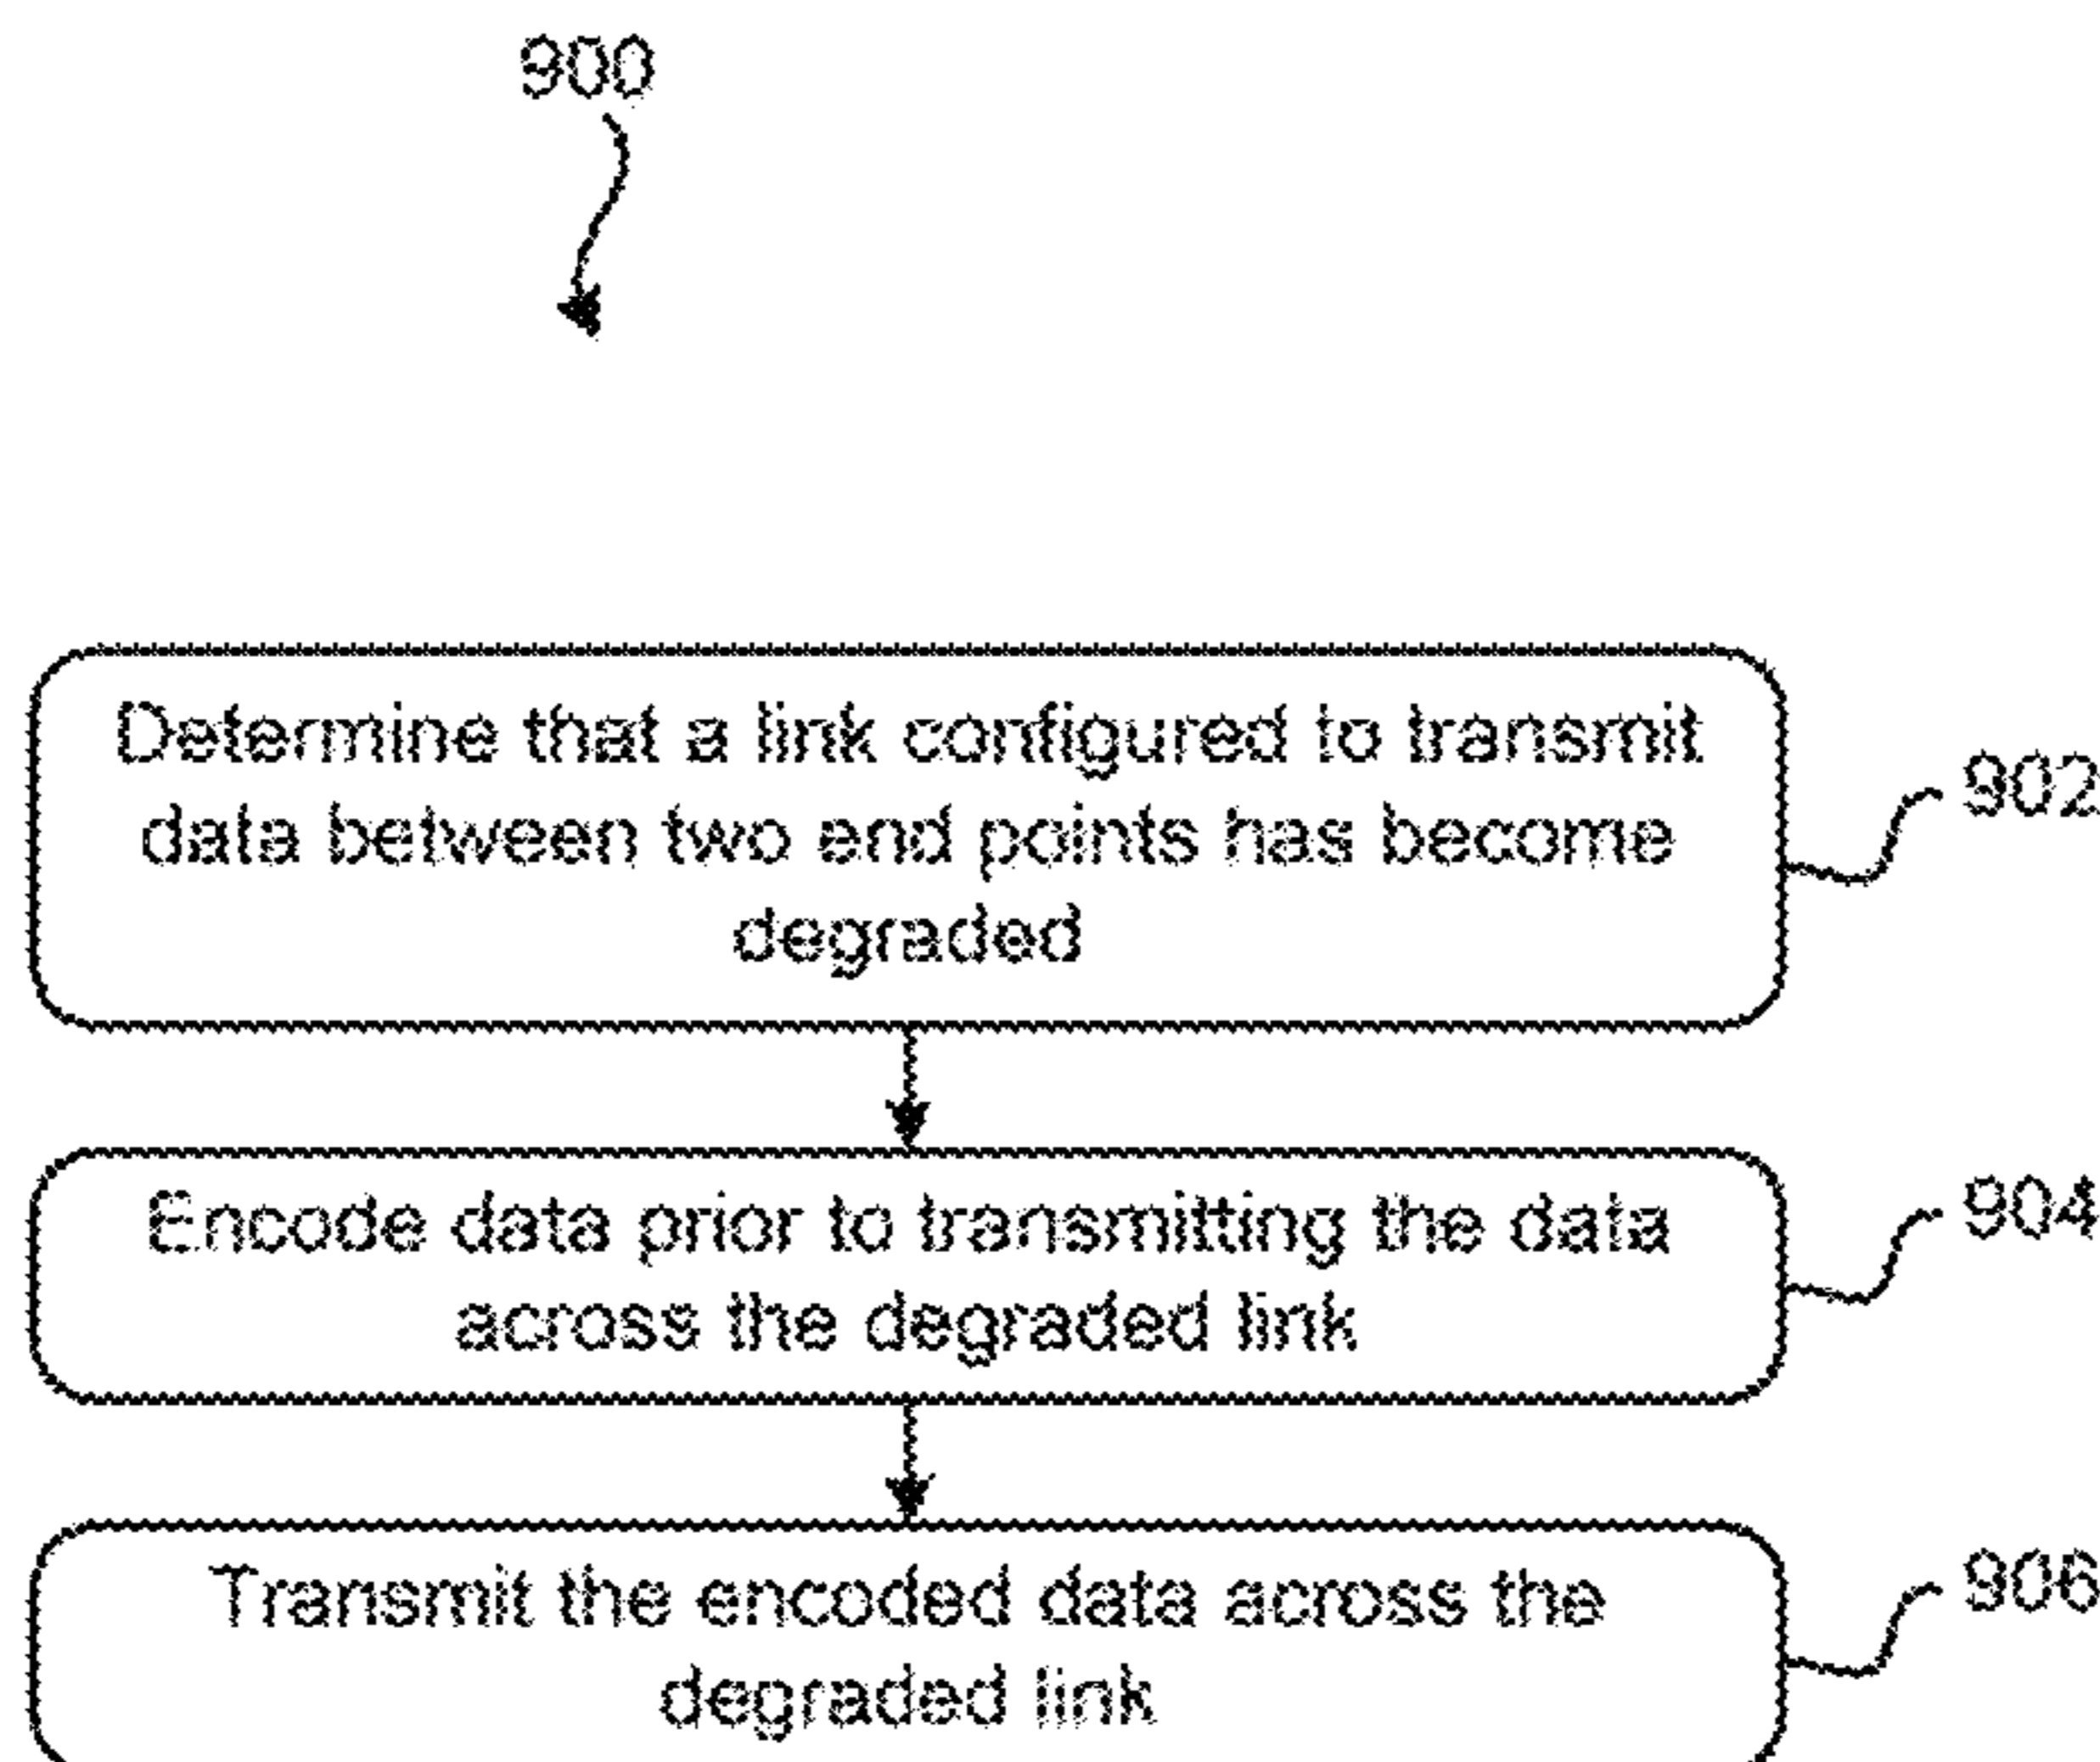 900
Determine that a link configured to transmit
data between two end points has become
degraded
902
Encode data prior to transmitting the data
across the degraded link
904
Transmit the encoded data across the
degraded link
906